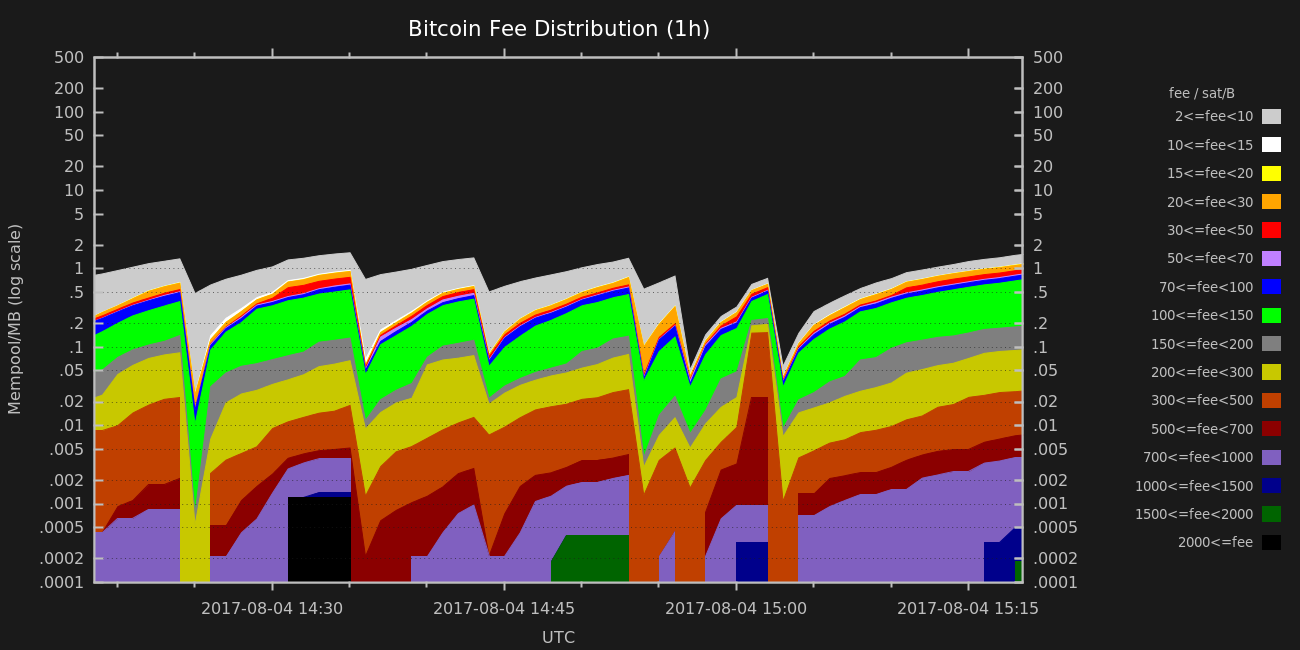 Bitcoin Fee Distribution (1h)
Mempool/MB (log scale)
500
200
100
50
20
10
5
2
1
.5
.2
.1
.05
.02
.01
.005
.002
.001
.0005
.0002
.0001
500
200
100
50
20
10
5
2
1
.5
.2
.1
.05
.02
.01
.005
.002
.001
.0005
.0002
.0001
fee / sat/B
2<=fee<10
10<=fee<15
15<=fee<20
20<=fee<30
30<=fee<50
50<=fee<70
70<=fee<100
100<=fee<150
150<=fee<200
200<=fee<300
300<=fee<500
500<=fee<700
700<=fee<1000
1000<=fee<1500
1500<=fee<2000
2000<=fee
2017-08-04 14:30 2017-08-04 14:45 2017-08-04 15:00 2017-08-04 15:15
UTC